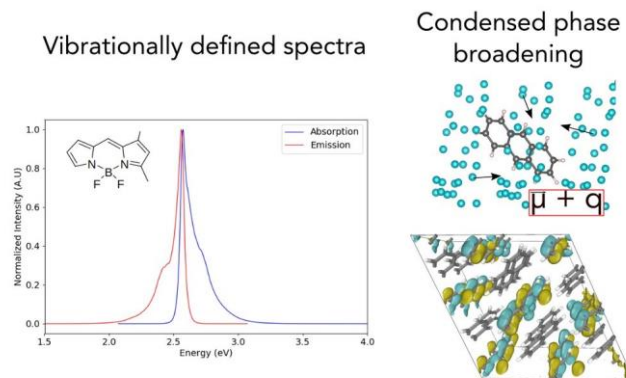 Vibrationally defined spectra
Condensed phase
broadening
Normalized Intensity (A.U)
1.0
0.8
0.6
0.4
0.2
0.0
N
B
N
F
F
Absorption
Emission
1.5
2.0
2.5
3.0
3.5
4.0
Energy (eV)
μ + q